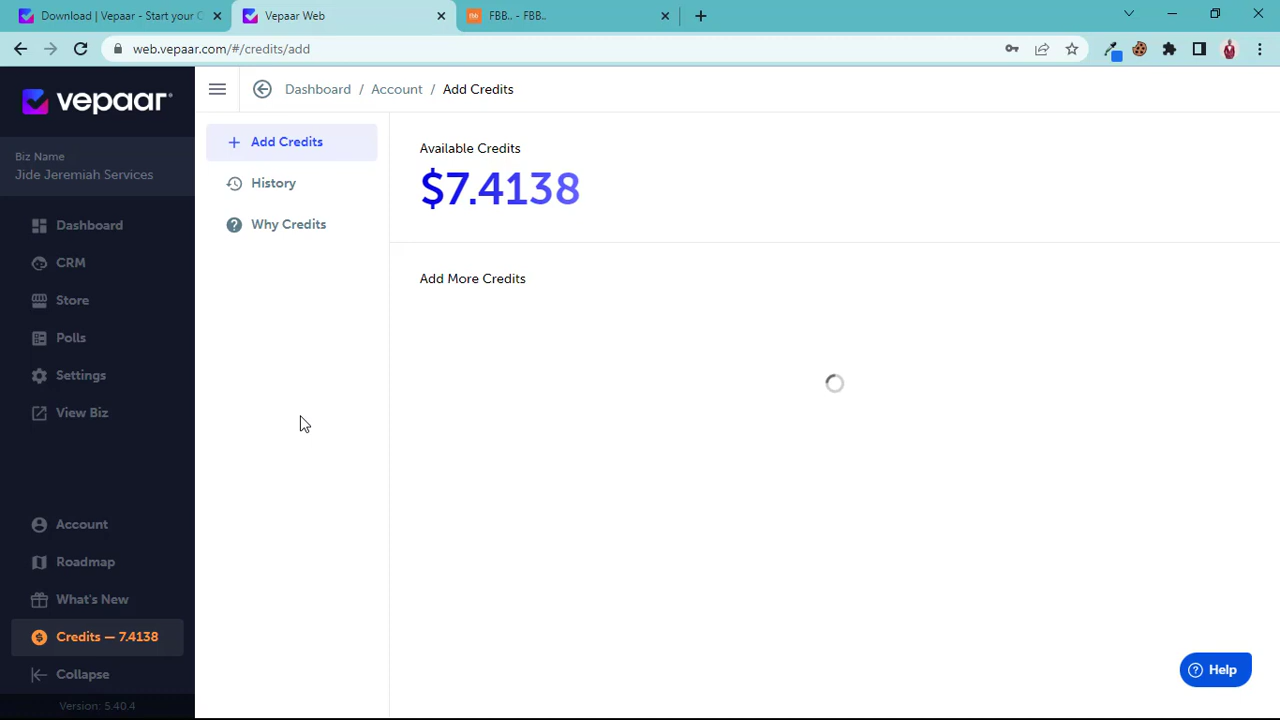 Download | Vepaar - Start your C
Vepaar Web
FBB.. - FBB..
web.vepaar.com/#/credits/add
vepaar
Dashboard / Account / Add Credits
Biz Name
Jide Jeremiah Services
Dashboard
CRM
Store
Polls
Settings
View Biz
Account
Roadmap
What's New
Credits — 7.4138
Collapse
Version: 5.40.4
Add Credits
History
Why Credits
Available Credits
$7.4138
Add More Credits
Help